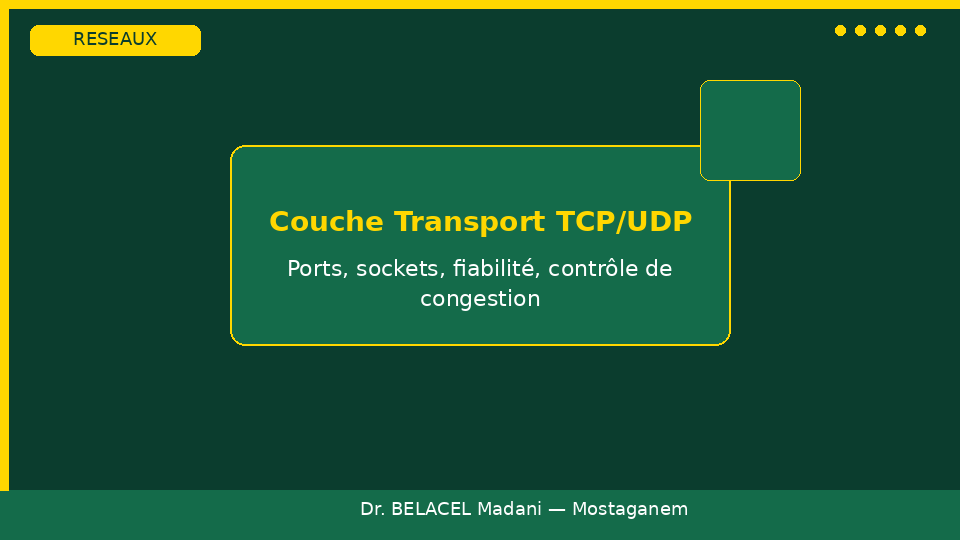 RESEAUX
Couche Transport TCP/UDP
Ports, sockets, fiabilité, contrôle de
congestion
Dr. BELACEL Madani — Mostaganem